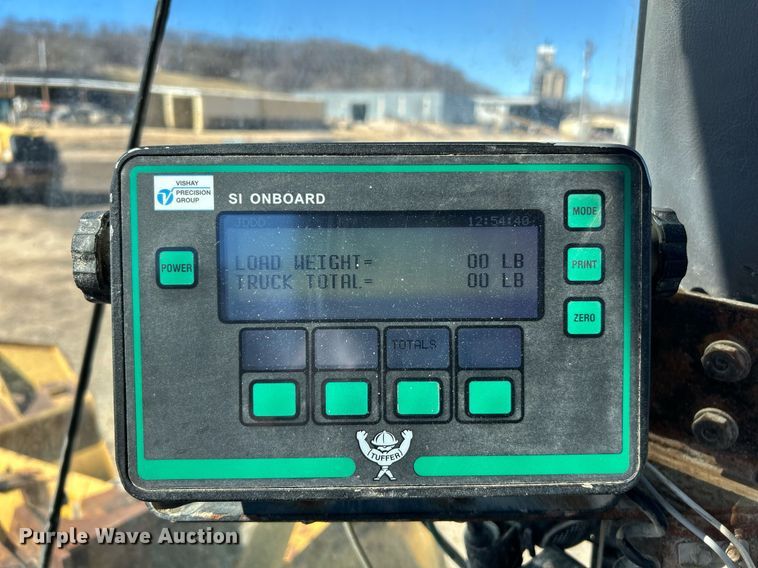 VISHAY
PRECISION
GROUP
SI ONBOARD
12:54:40
LOAD WEIGHT= 00 LB
TRUCK TOTAL= 00 LB
POWER
MODE
PRINT
ZERO
TOTALS
TUFFER
Purple Wave Auction